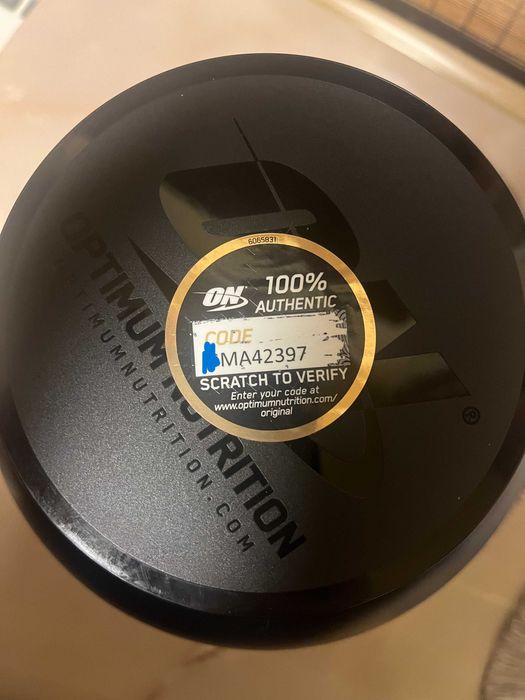 6065831
ON
100%
AUTHENTIC
CODE
MA42397
SCRATCH TO VERIFY
Enter your code at
www.optimumnutrition.com/
original
®
OPTIMUM NUTRITION
OPTIMUMNUTRITION.COM